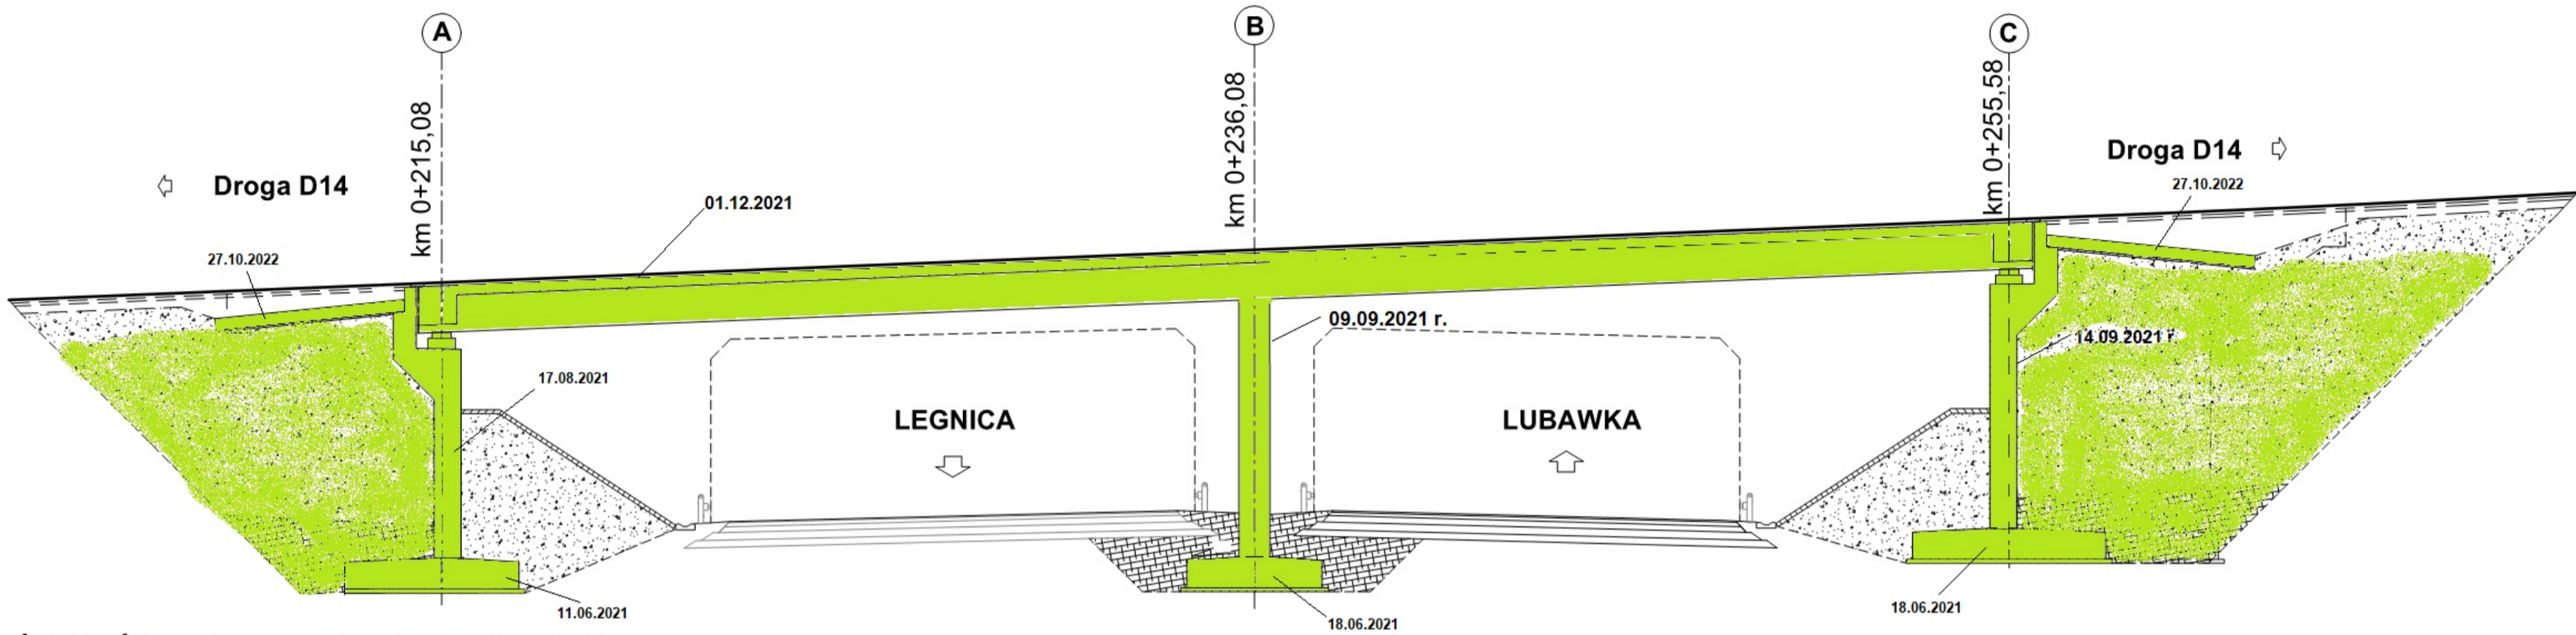 A
B
C
km 0+215,08
km 0+236,08
km 0+255,58
Droga D14
Droga D14
27.10.2022
01.12.2021
27.10.2022
09.09.2021 r.
14.09.2021 r
17.08.2021
LEGNICA
LUBAWKA
11.06.2021
18.06.2021
18.06.2021